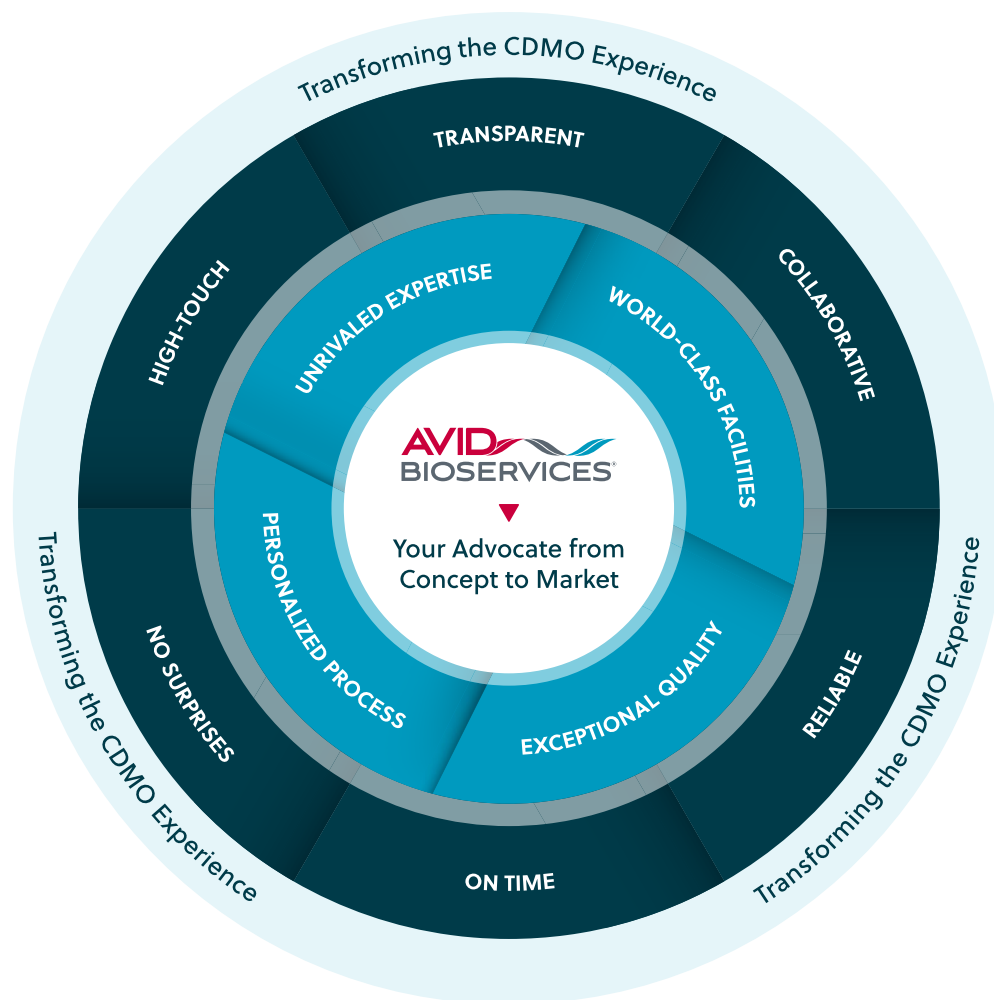 Transforming the CDMO Experience
TRANSPARENT
COLLABORATIVE
RELIABLE
ON TIME
NO SURPRISES
HIGH-TOUCH
UNRIVALED EXPERTISE
WORLD-CLASS FACILITIES
EXCEPTIONAL QUALITY
PERSONALIZED PROCESS
AVID
BIOSERVICES®
Your Advocate from
Concept to Market
Transforming the CDMO Experience
Transforming the CDMO Experience